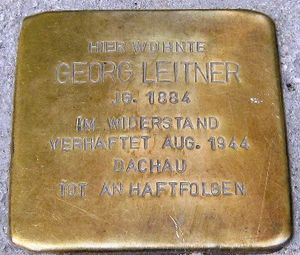 HIER WOHNTE
GEORG LEITNER
JG. 1884
IM WIDERSTAND
VERHAFTET AUG. 1944
DACHAU
TOT AN HAFTFOLGEN